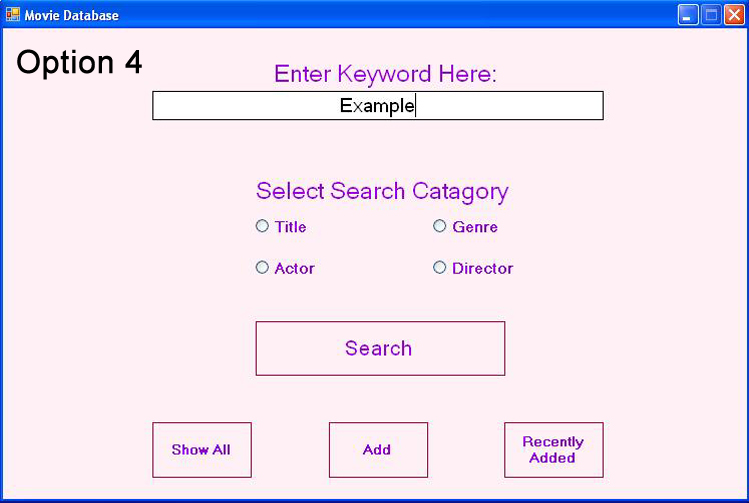 Movie Database
Option 4
Enter Keyword Here:
Example
Select Search Catagory
Title
Genre
Actor
Director
Search
Show All
Add
Recently
Added